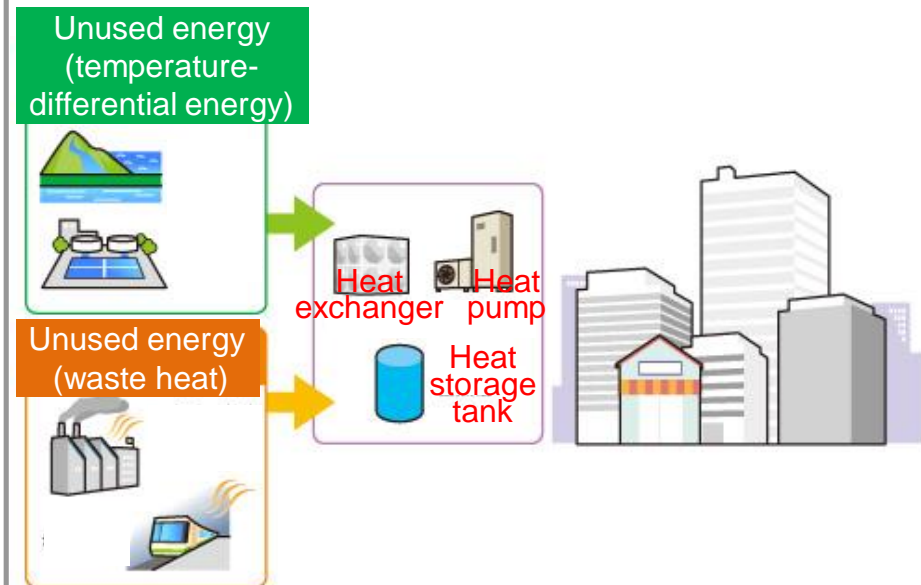 Unused energy
(temperature-
differential energy)
Heat
exchanger
Heat
pump
Unused energy
(waste heat)
Heat
storage
tank